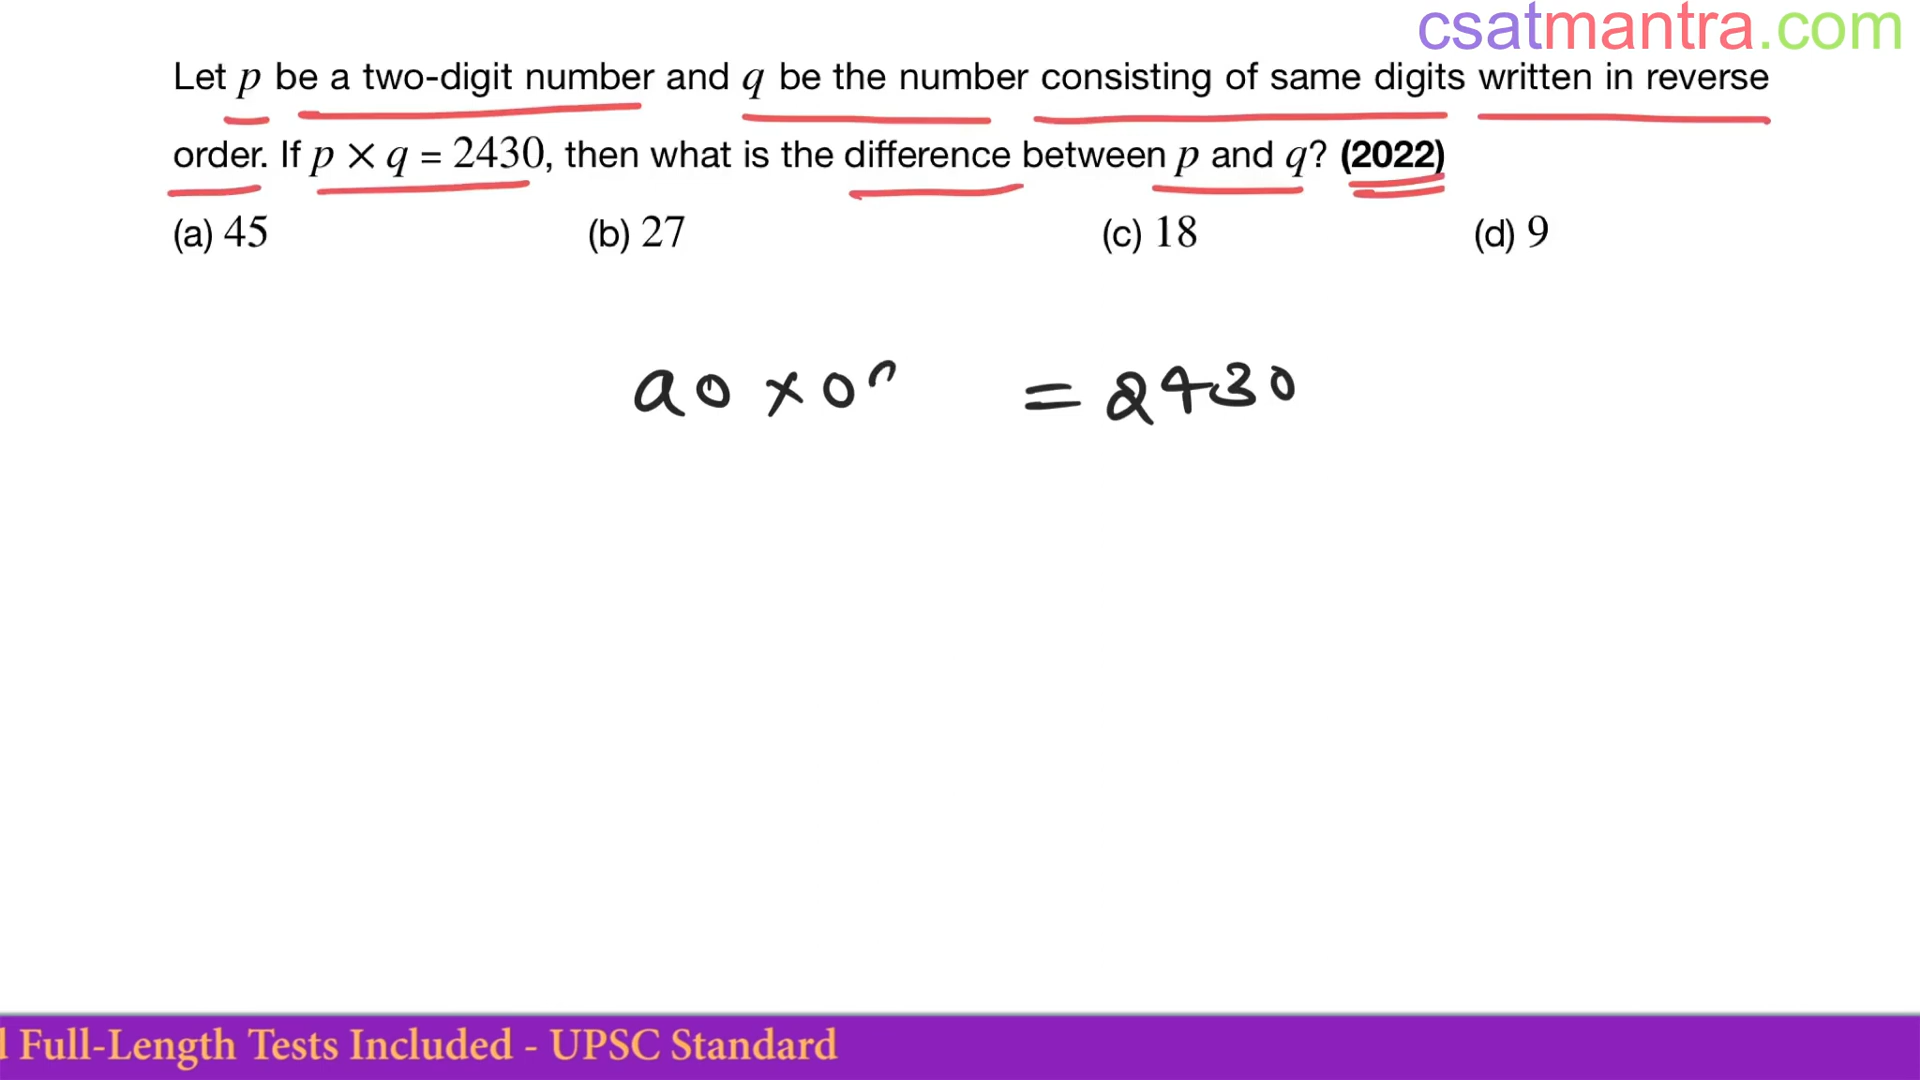 csatmantra.com
Let p be a two-digit number and q be the number consisting of same digits written in reverse
order. If p × q = 2430, then what is the difference between p and q? (2022)
(a) 45 (b) 27 (c) 18 (d) 9
a0 × 0 = 2430
Full-Length Tests Included - UPSC Standard